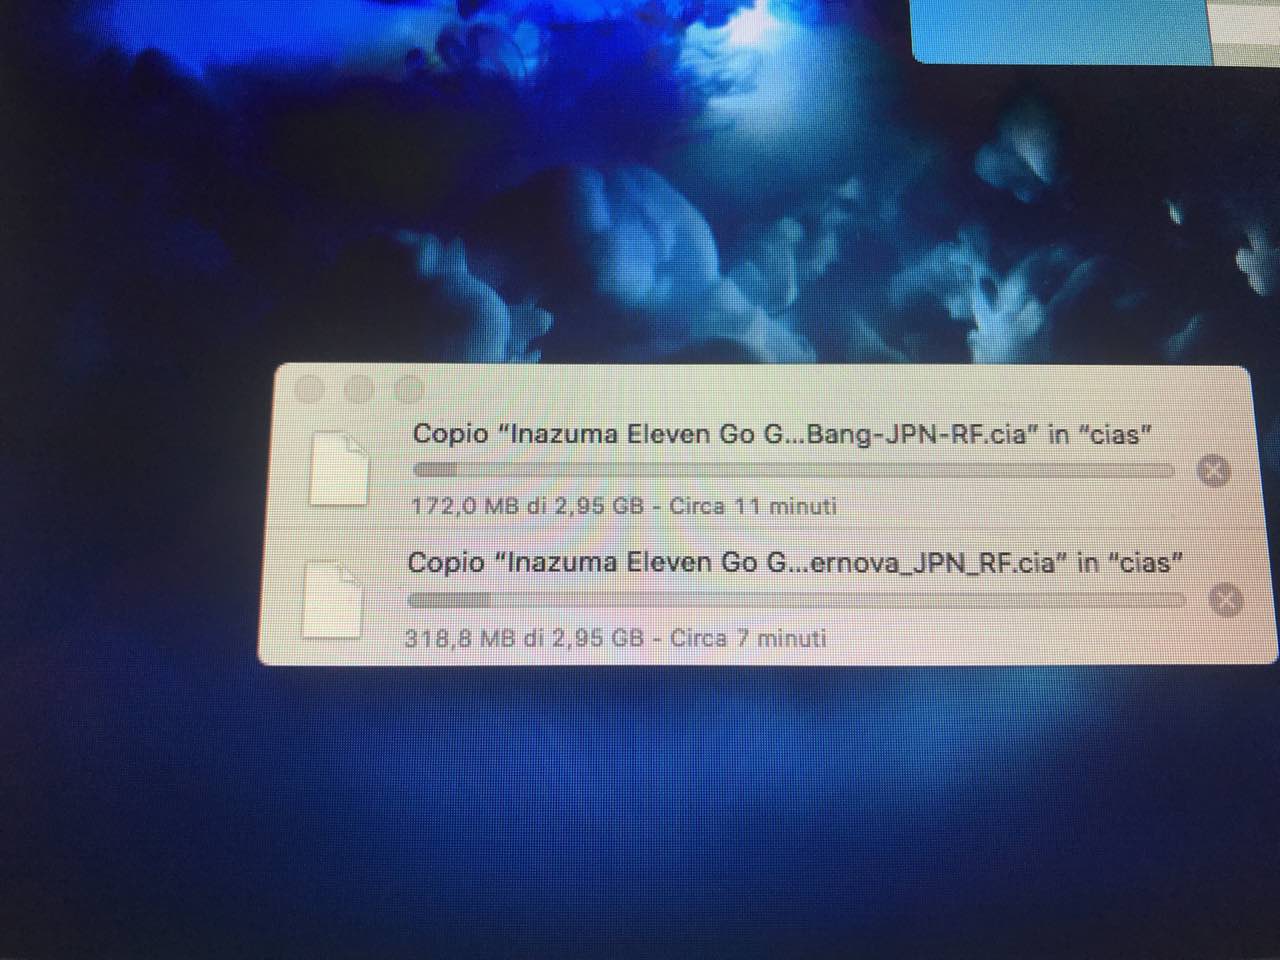 Copio “Inazuma Eleven Go G...Bang-JPN-RF.cia” in “cias”
172,0 MB di 2,95 GB - Circa 11 minuti
Copio “Inazuma Eleven Go G...ernova_JPN_RF.cia” in “cias”
318,8 MB di 2,95 GB - Circa 7 minuti